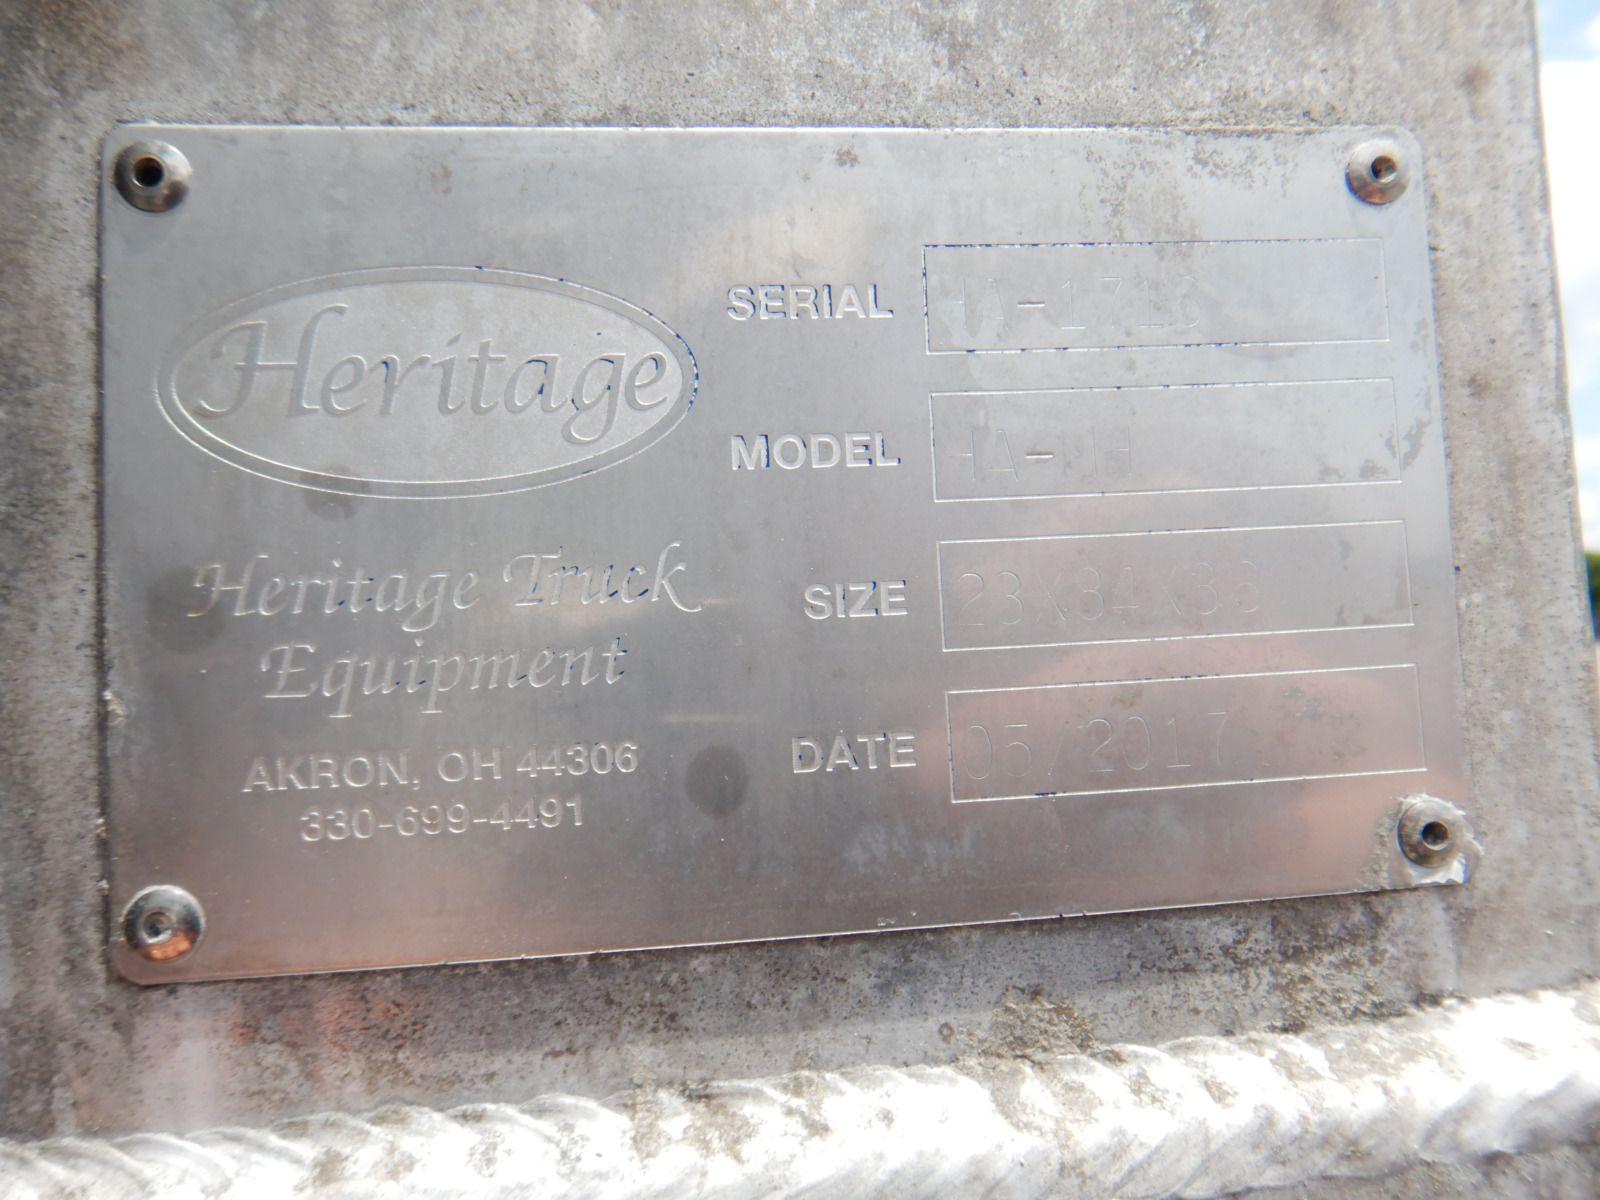 Heritage
Heritage Truck
Equipment
AKRON, OH 44306
330-699-4491
SERIAL
MODEL
SIZE
DATE 05/2017